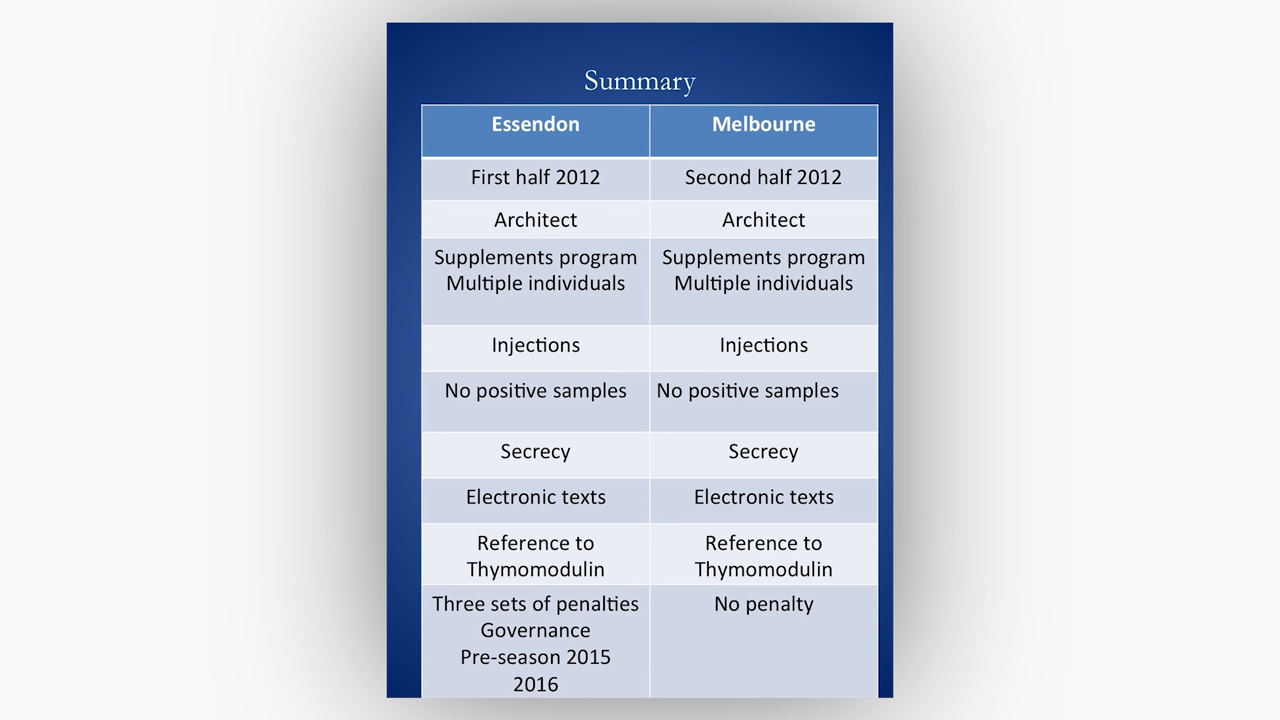 Summary
Essendon Melbourne
First half 2012 Second half 2012
Architect Architect
Supplements program Supplements program
Multiple individuals Multiple individuals
Injections Injections
No positive samples No positive samples
Secrecy Secrecy
Electronic texts Electronic texts
Reference to Reference to
Thymomodulin Thymomodulin
Three sets of penalties No penalty
Governance
Pre-season 2015
2016